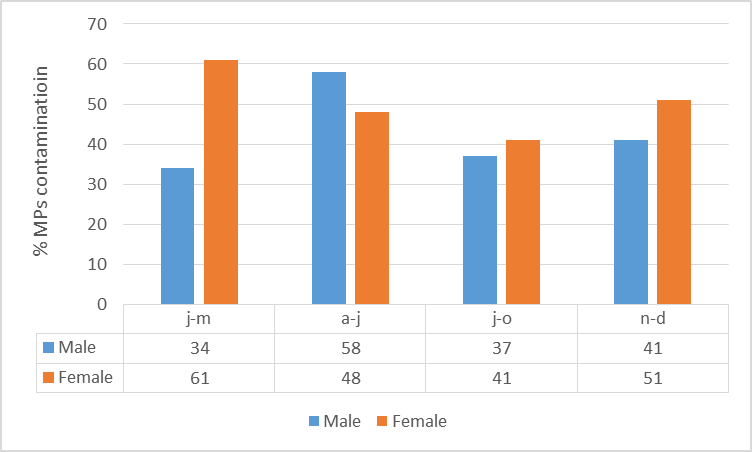 70
60
50
40
30
20
10
0
% MPs contaminatioin
j-m a-j j-o n-d
Male 34 58 37 41
Female 61 48 41 51
Male Female